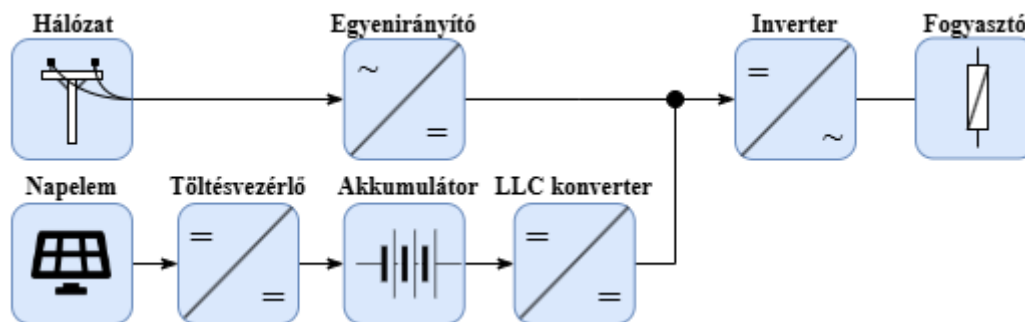 Hálózat
Egyenirányító
Inverter
Fogyasztó
~
=
=
~
Napelem
Töltésvezérlő
Akkumulátor
LLC konverter
=
=
=
=